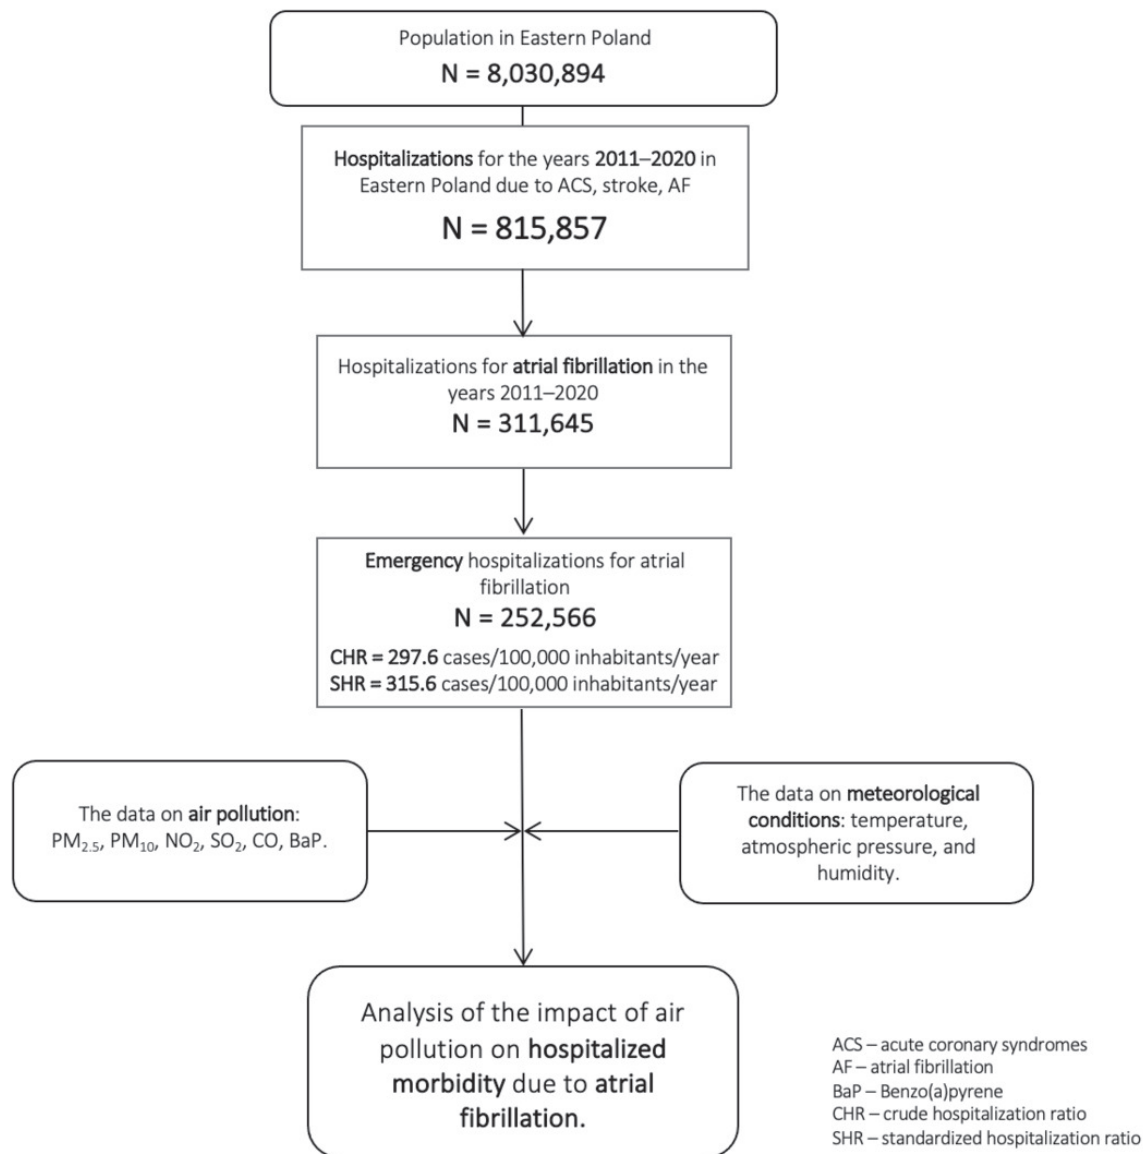 Population in Eastern Poland
N = 8,030,894
Hospitalizations for the years 2011–2020 in
Eastern Poland due to ACS, stroke, AF
N = 815,857
Hospitalizations for atrial fibrillation in the
years 2011–2020
N = 311,645
Emergency hospitalizations for atrial
fibrillation
N = 252,566
CHR = 297.6 cases/100,000 inhabitants/year
SHR = 315.6 cases/100,000 inhabitants/year
The data on air pollution:
PM₂.₅, PM₁₀, NO₂, SO₂, CO, BaP.
The data on meteorological
conditions: temperature,
atmospheric pressure, and
humidity.
Analysis of the impact of air
pollution on hospitalized
morbidity due to atrial
fibrillation.
ACS – acute coronary syndromes
AF – atrial fibrillation
BaP – Benzo(a)pyrene
CHR – crude hospitalization ratio
SHR – standardized hospitalization ratio